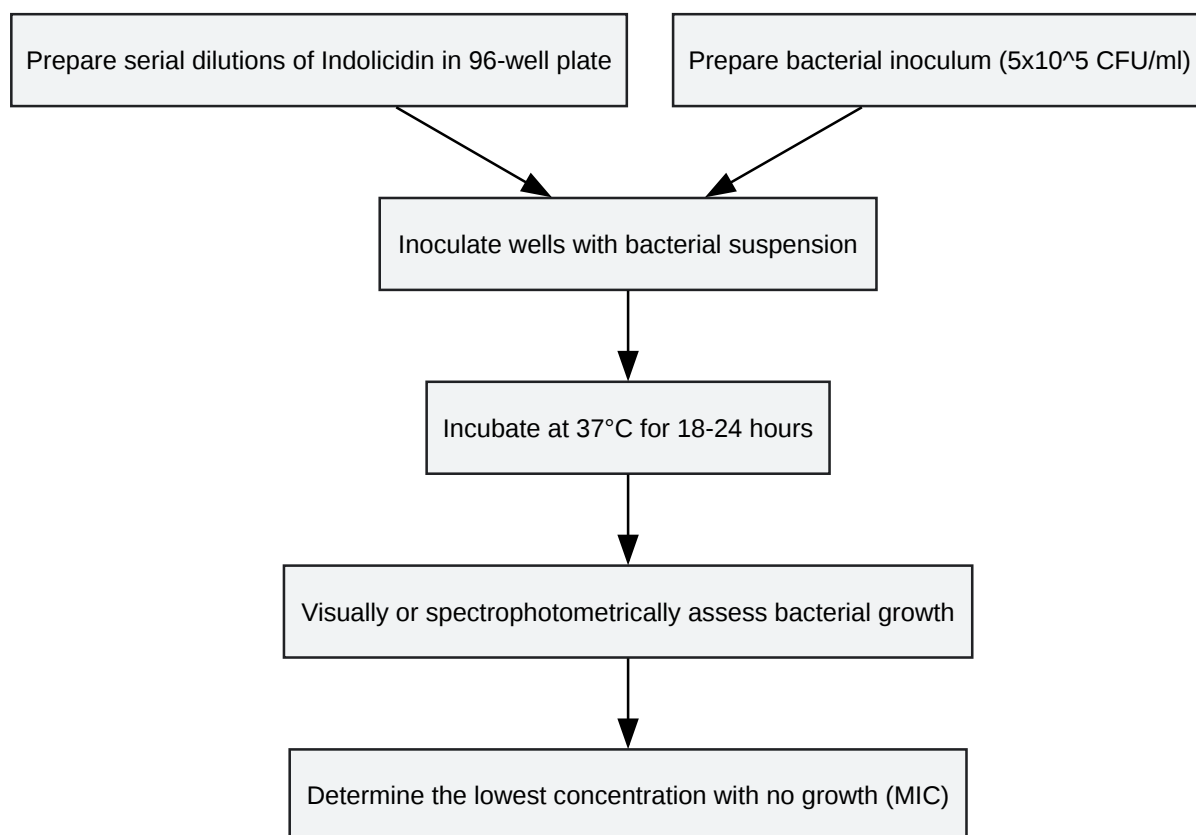 Prepare serial dilutions of Indolicidin in 96-well plate
Prepare bacterial inoculum (5x10^5 CFU/ml)
Inoculate wells with bacterial suspension
Incubate at 37°C for 18-24 hours
Visually or spectrophotometrically assess bacterial growth
Determine the lowest concentration with no growth (MIC)